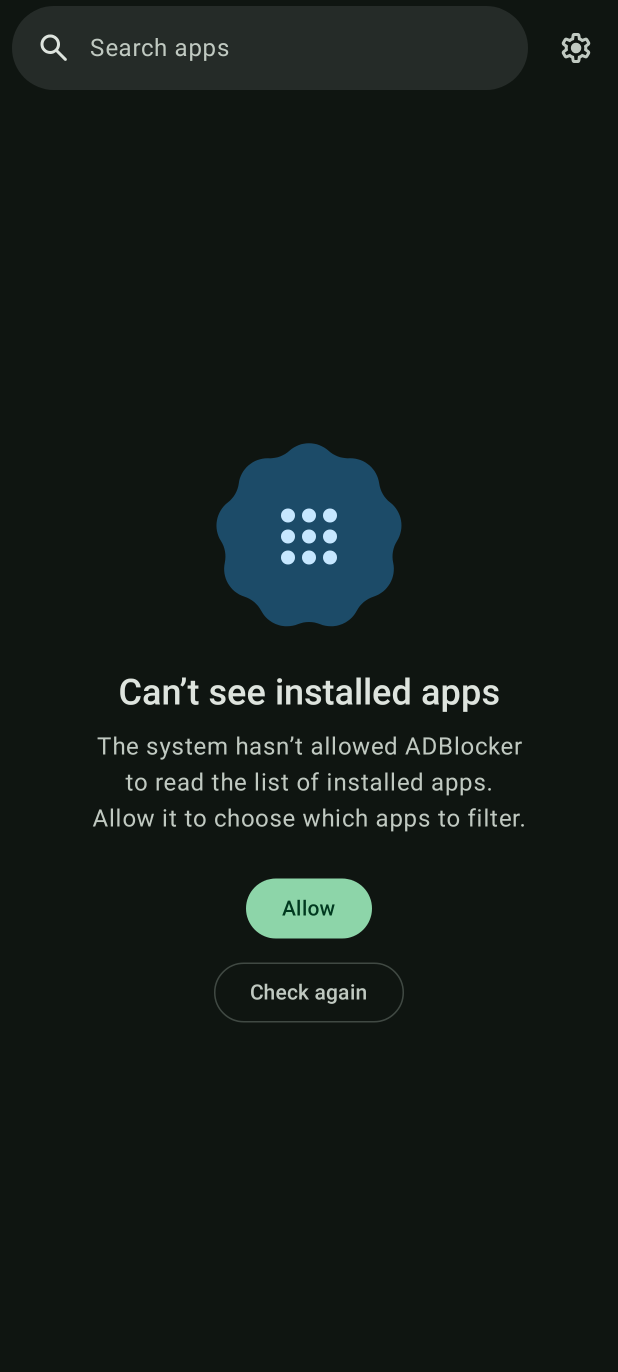 Search apps
Can’t see installed apps
The system hasn’t allowed ADBlocker
to read the list of installed apps.
Allow it to choose which apps to filter.
Allow
Check again